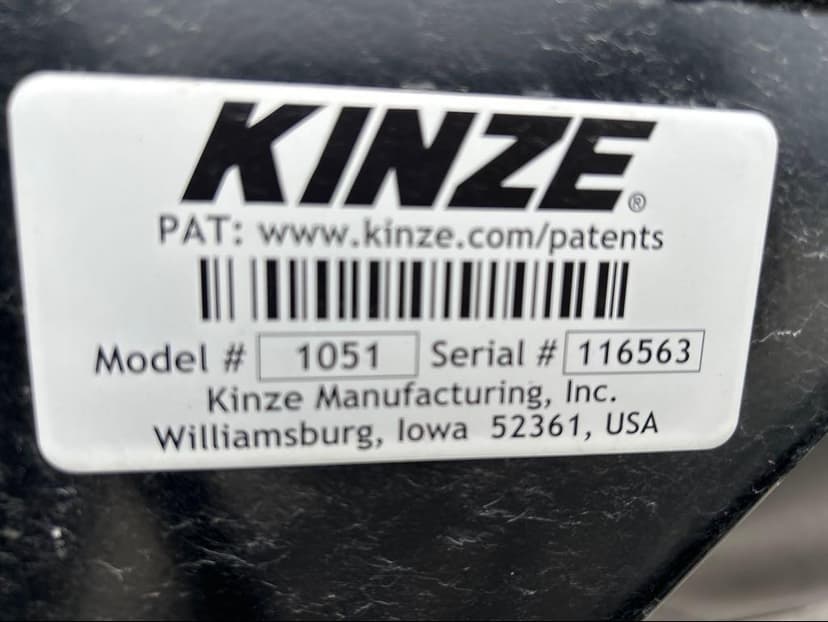 KINZE®
PAT: www.kinze.com/patents
Model # 1051 Serial # 116563
Kinze Manufacturing, Inc.
Williamsburg, Iowa 52361, USA